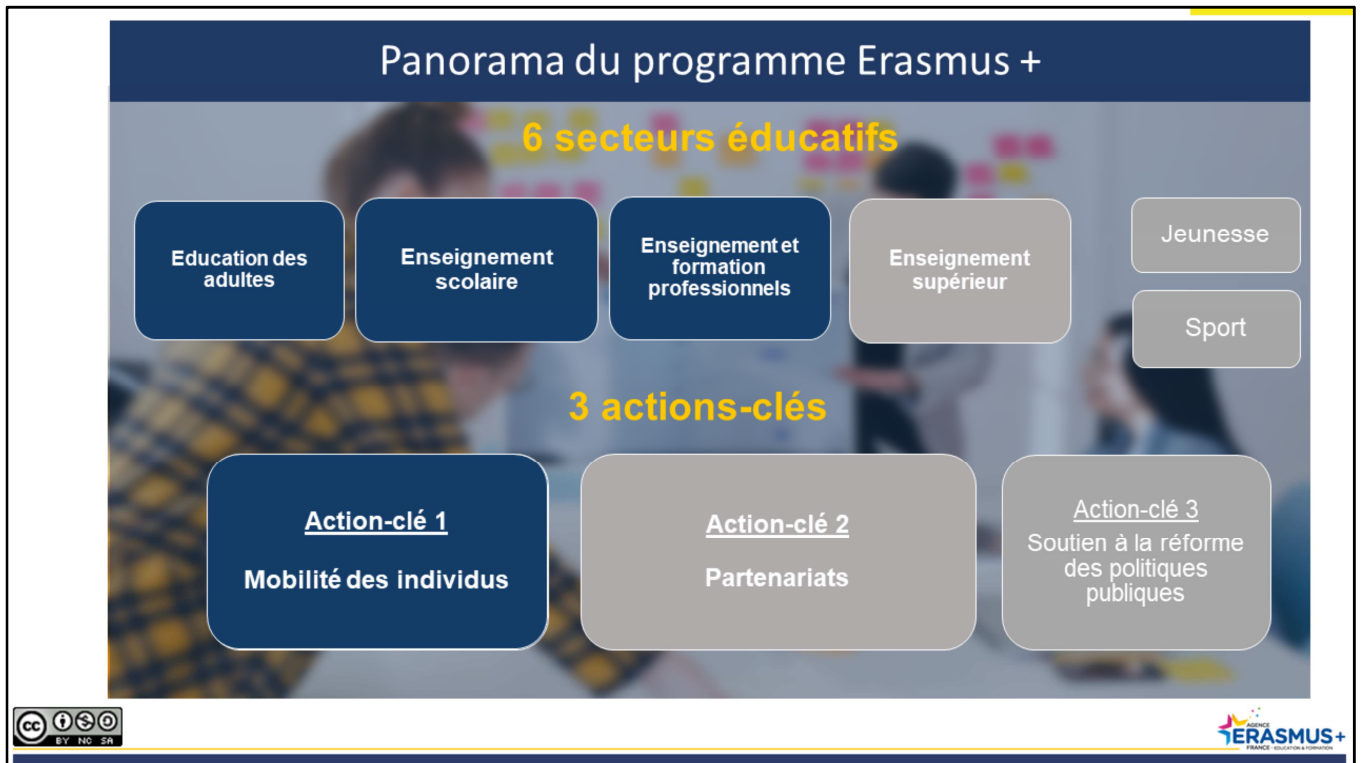 Panorama du programme Erasmus +
6 secteurs éducatifs
Education des
adultes
Enseignement
scolaire
Enseignement et
formation
professionnels
Enseignement
supérieur
Jeunesse
Sport
3 actions-clés
Action-clé 1
Mobilité des individus
Action-clé 2
Partenariats
Action-clé 3
Soutien à la réforme
des politiques
publiques
cc
BY NC SA
AGENCE
ERASMUS+
FRANCE - EDUCATION & FORMATION